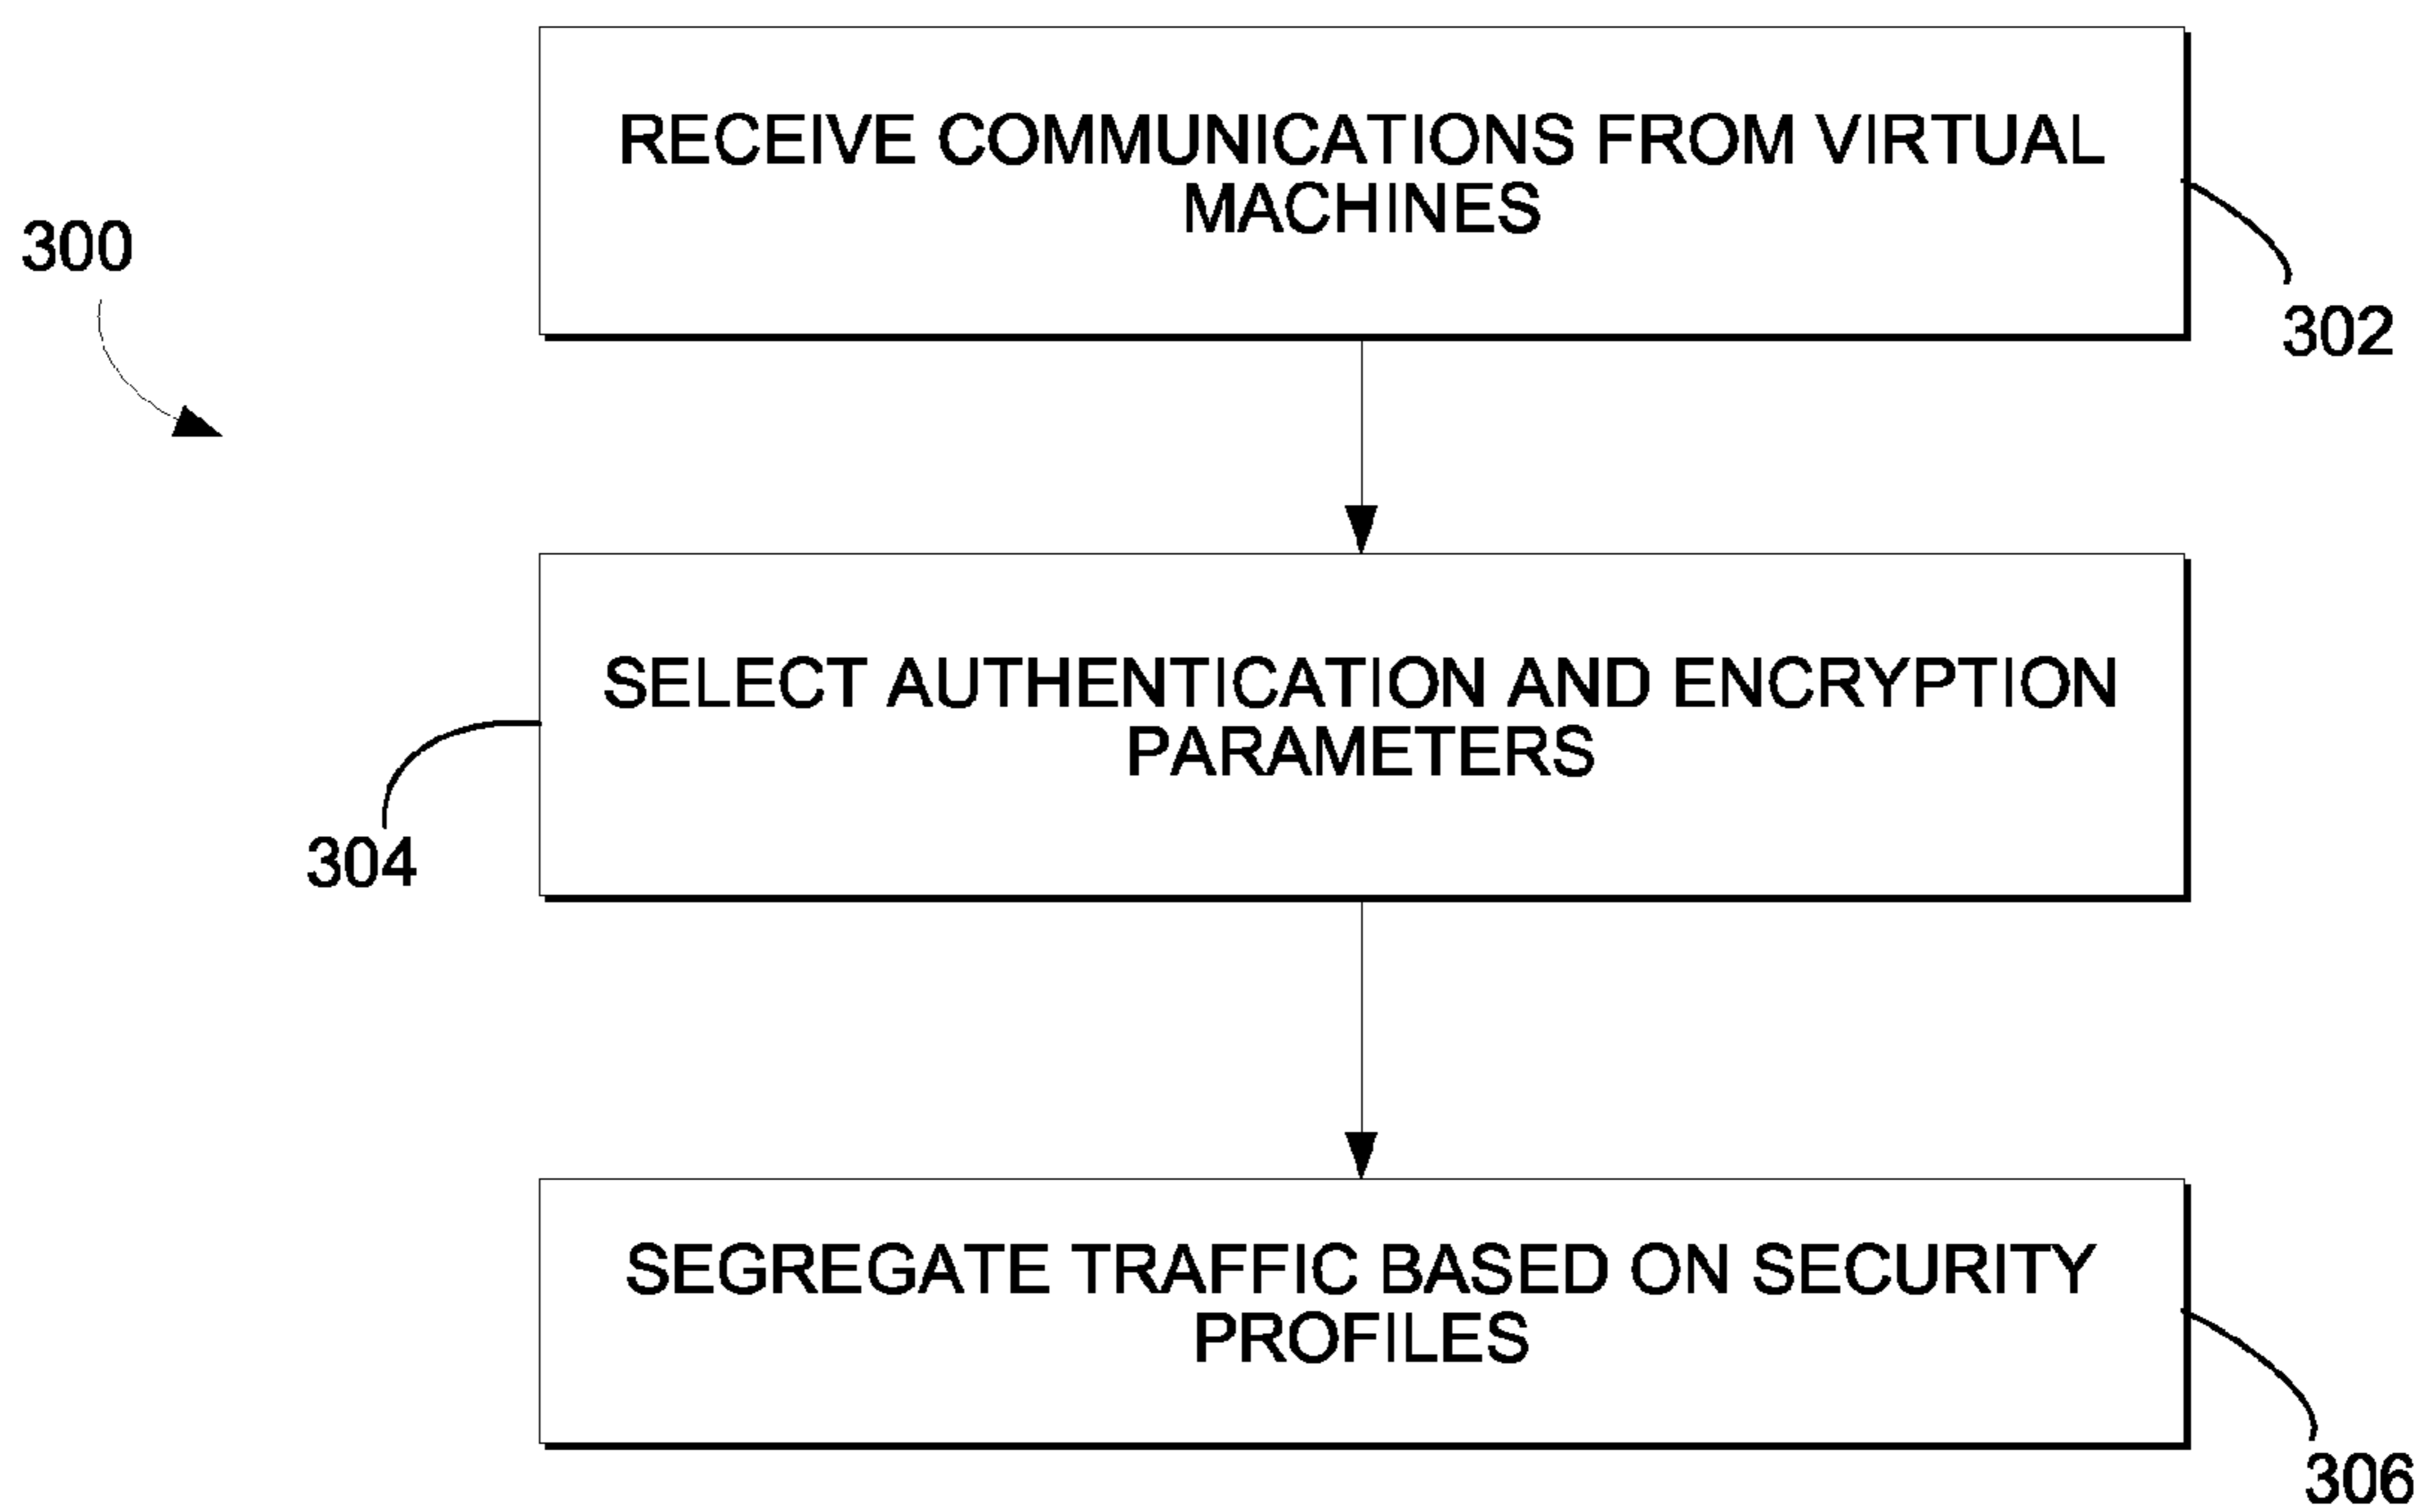 RECEIVE COMMUNICATIONS FROM VIRTUAL
MACHINES
300
302
SELECT AUTHENTICATION AND ENCRYPTION
PARAMETERS
304
SEGREGATE TRAFFIC BASED ON SECURITY
PROFILES
306